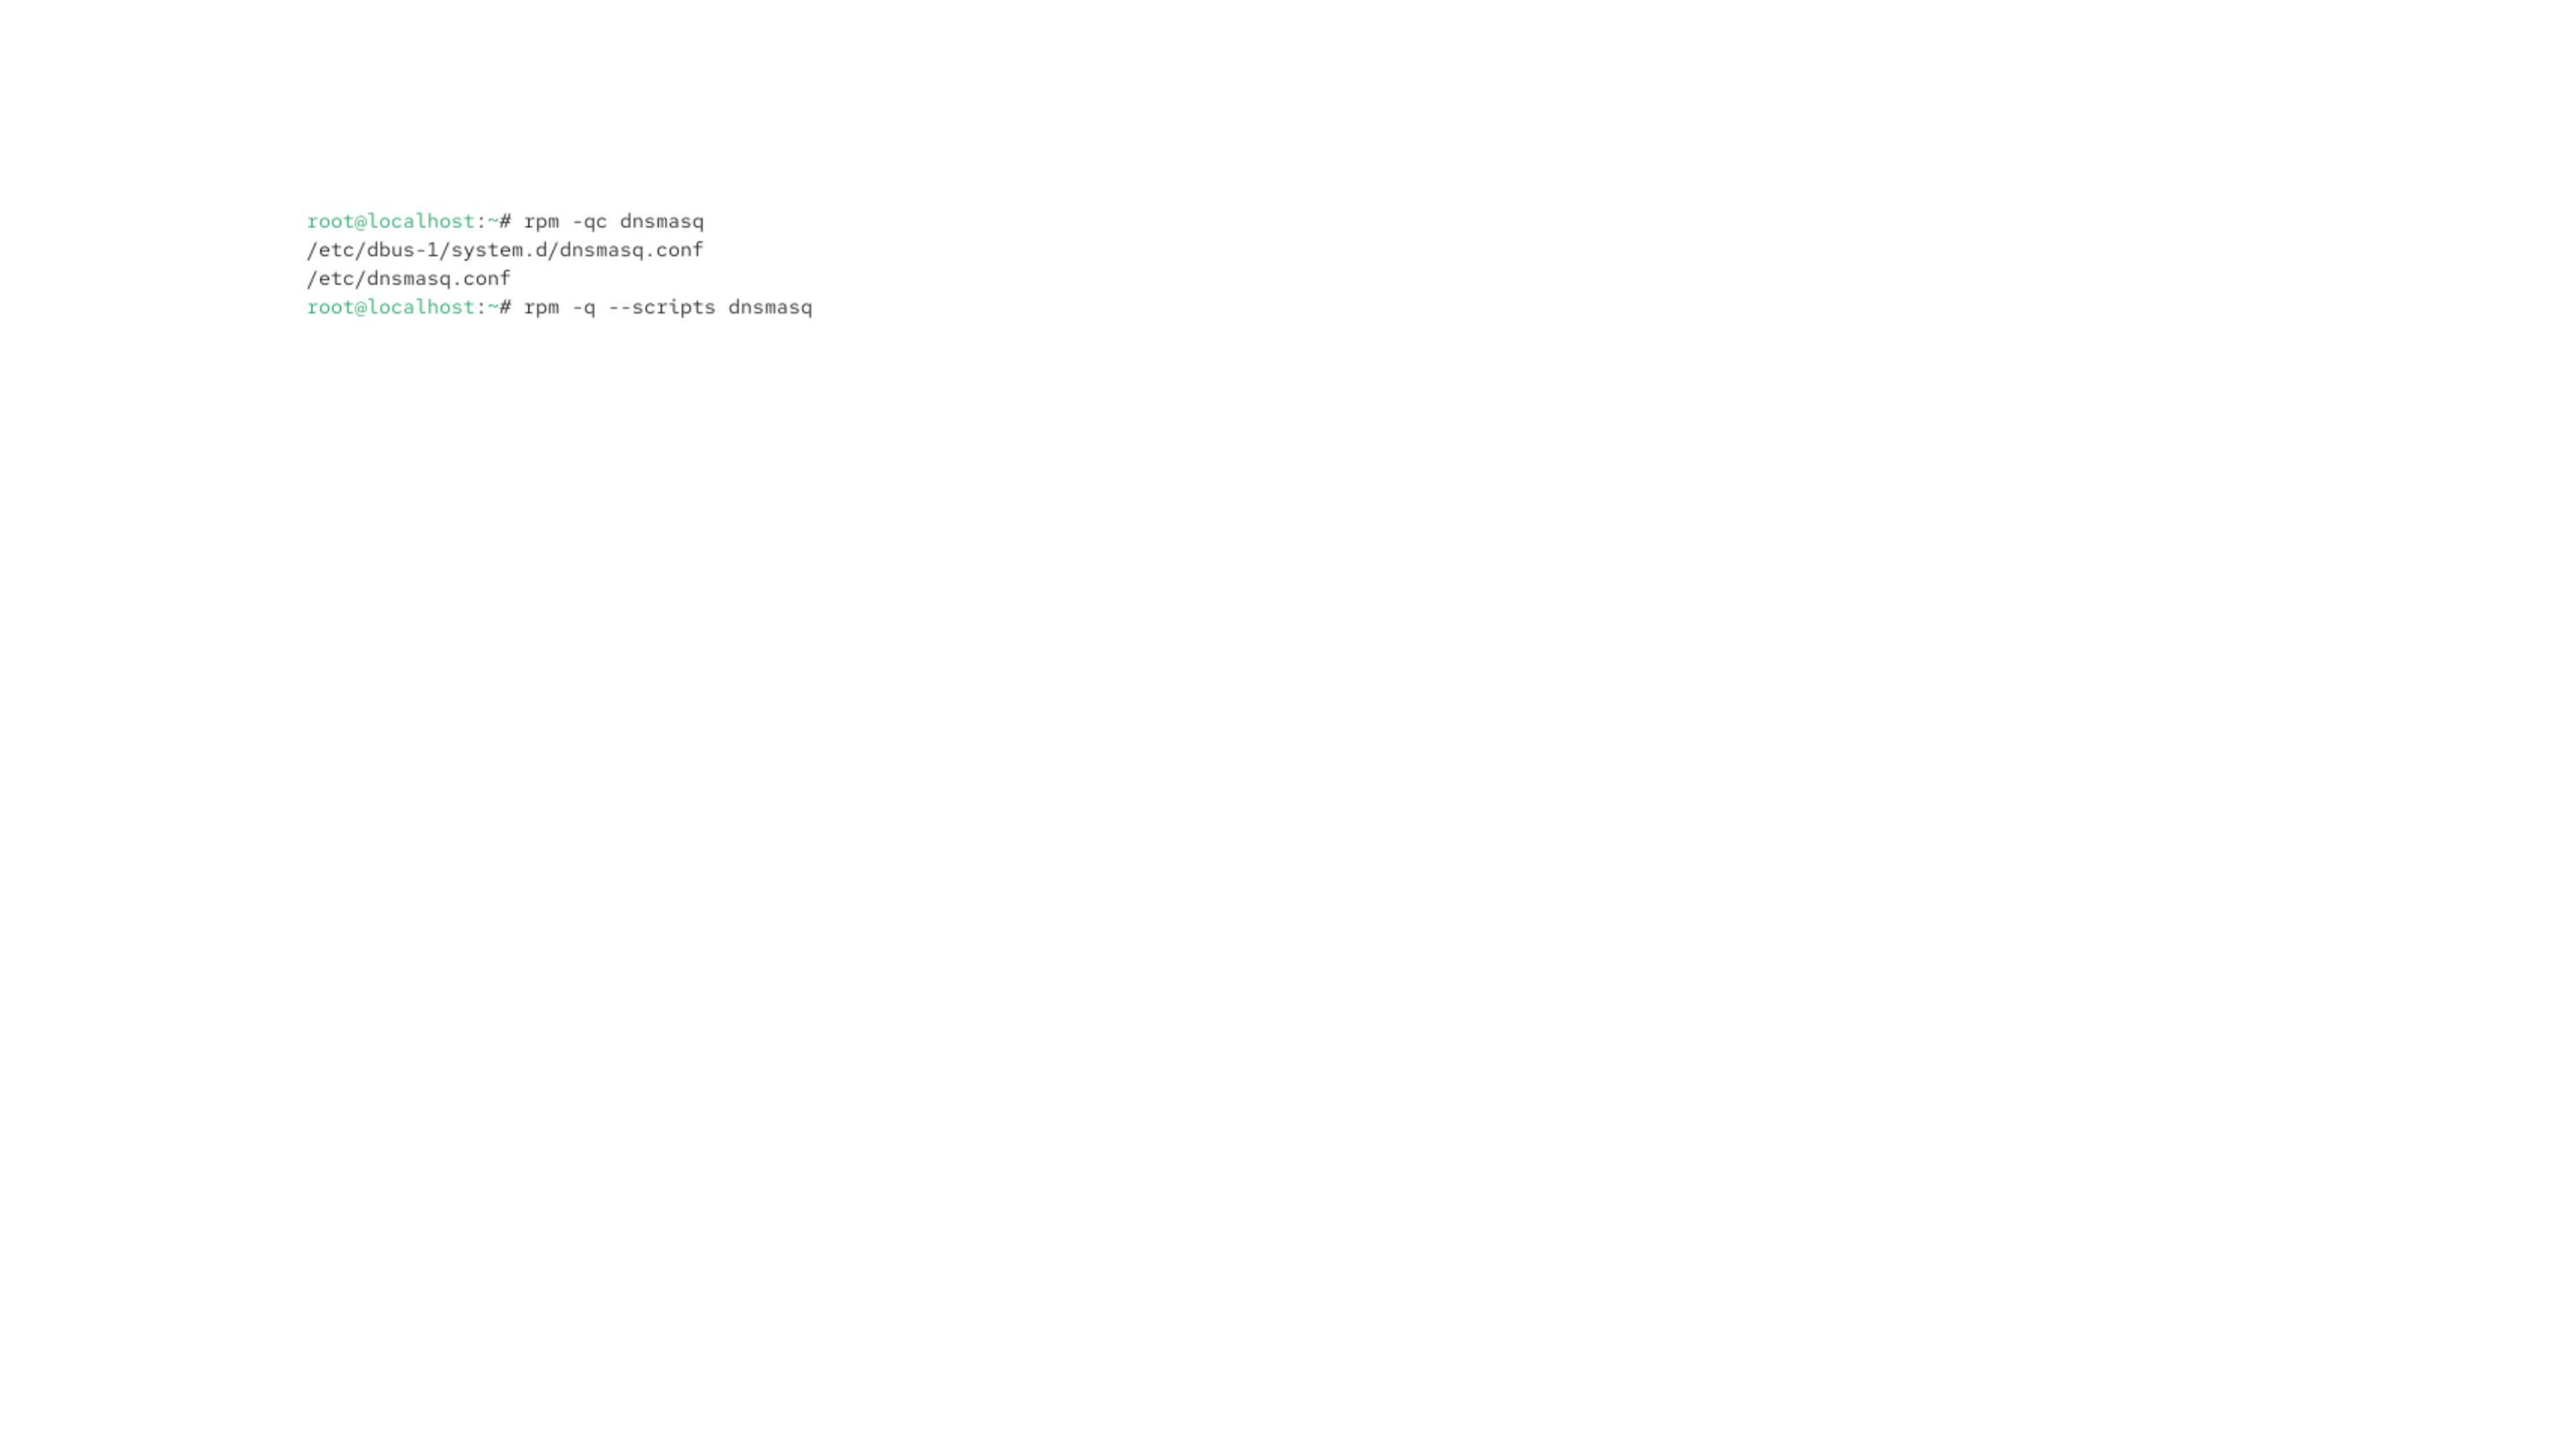 root@localhost:~# rpm -qc dnsmasq
/etc/dbus-1/system.d/dnsmasq.conf
/etc/dnsmasq.conf
root@localhost:~# rpm -q --scripts dnsmasq